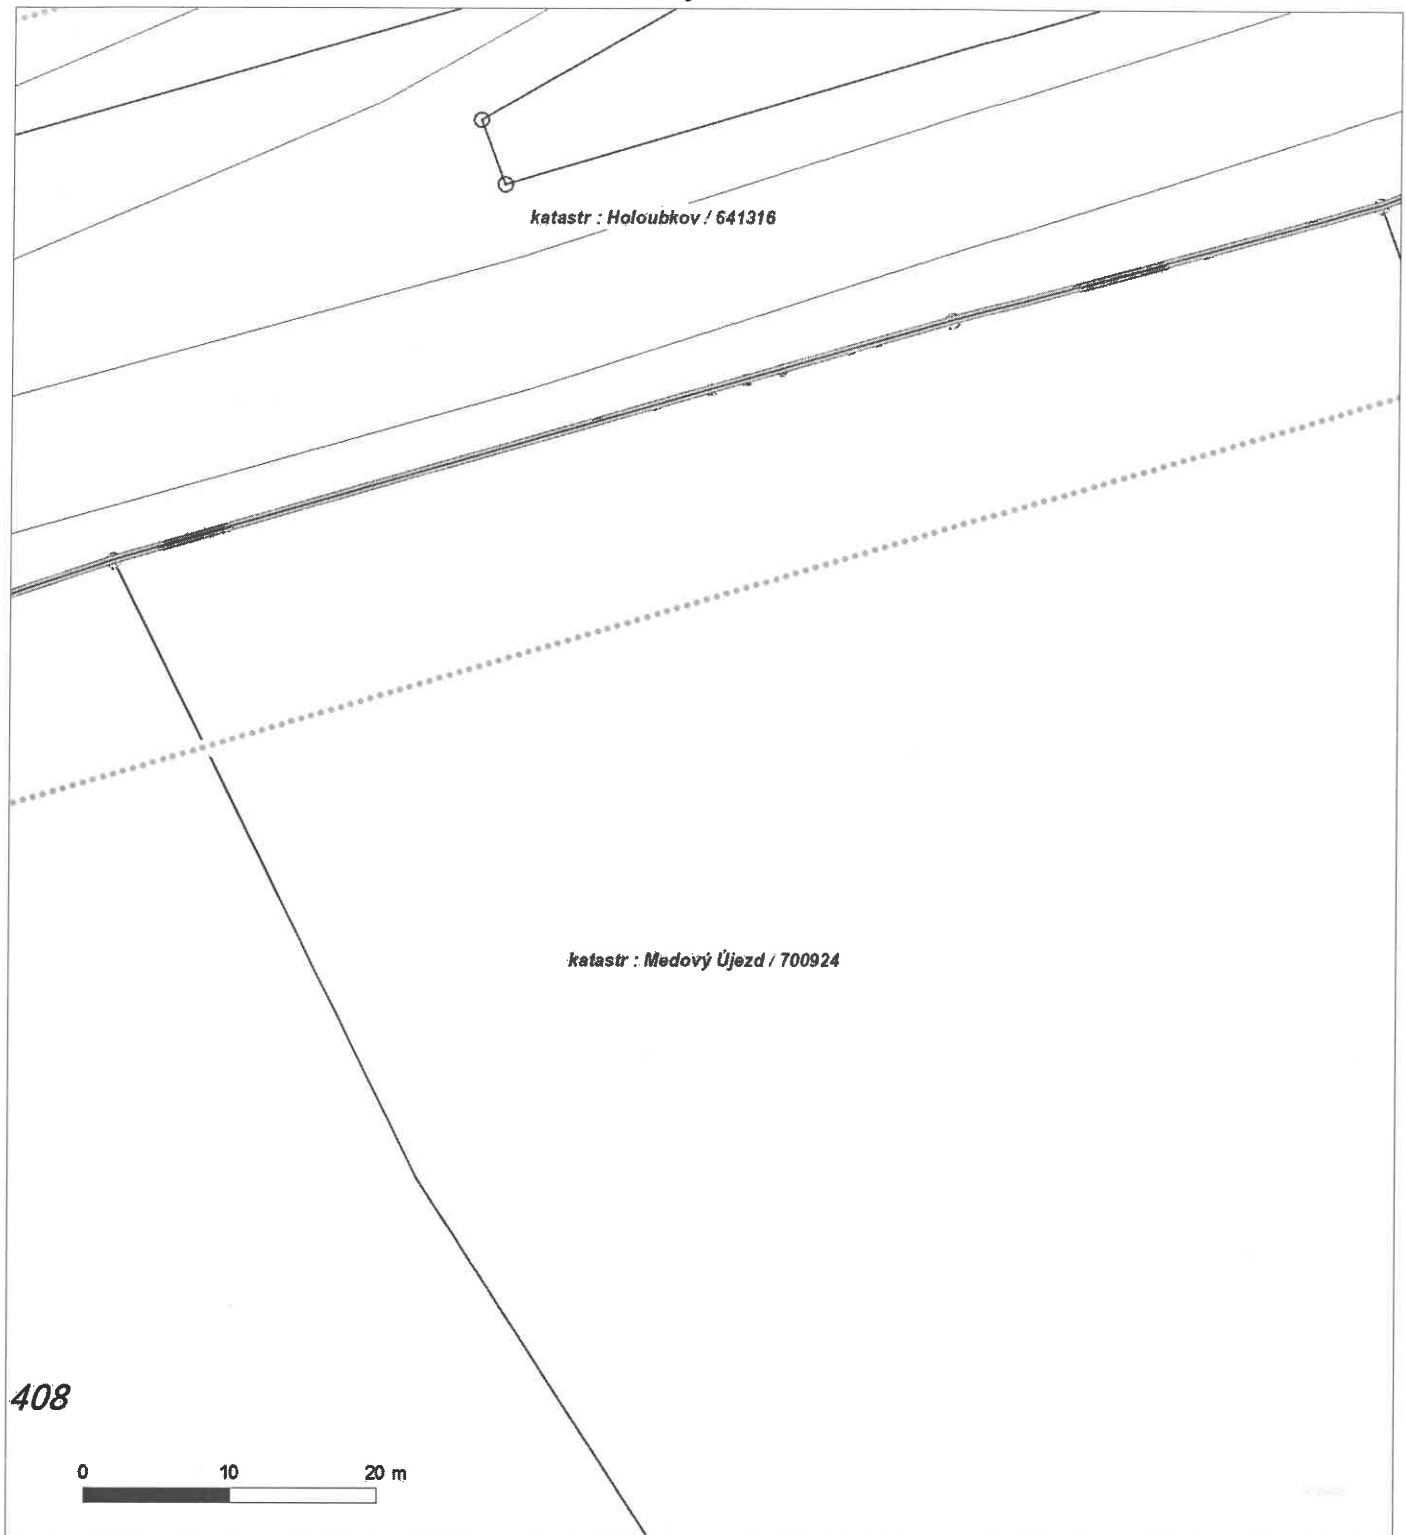 katastr : Holoubkov / 641316
katastr : Medový Újezd / 700924
408
0 10 20 m